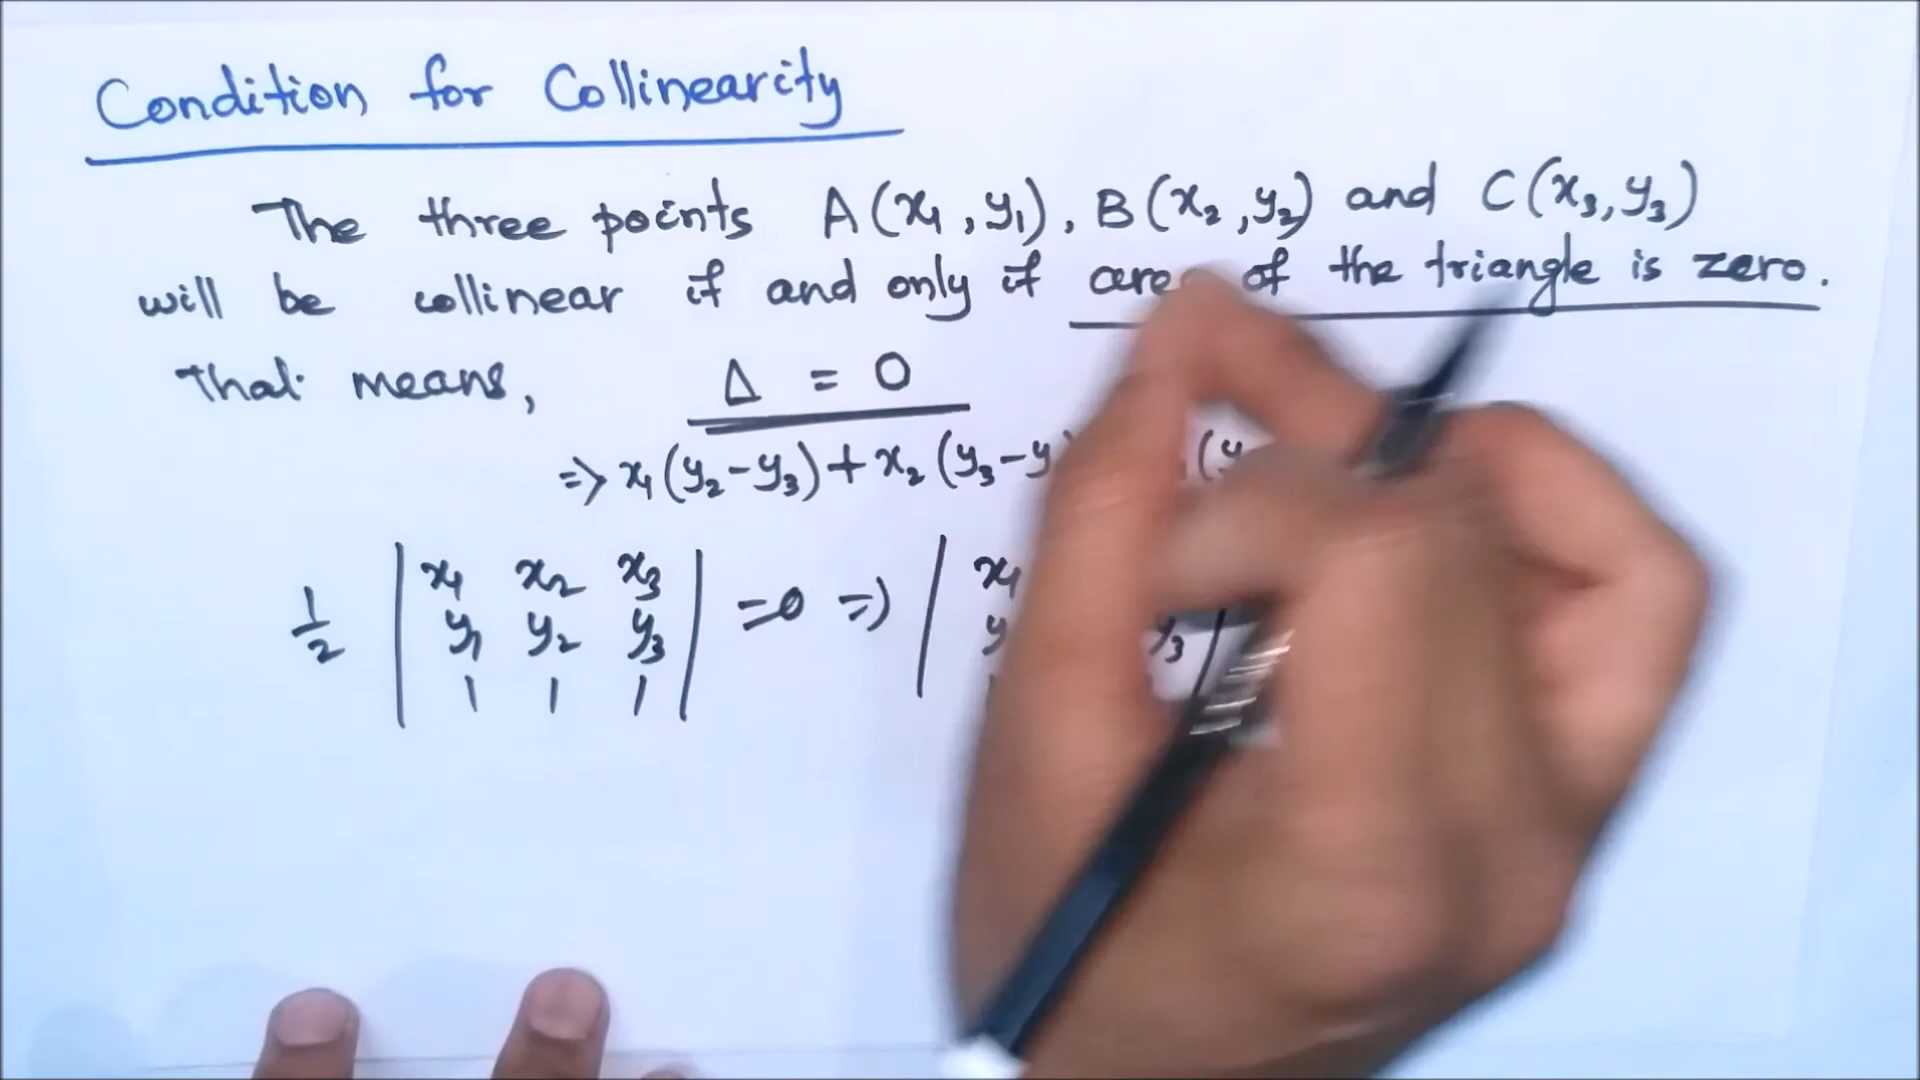 Condition for Collinearity
The three points A(x₁, y₁), B(x₂, y₂) and C(x₃, y₃)
will be collinear if and only if of the triangle is zero.
That means, Δ = 0
=> x₁(y₂-y₃)+x₂(y₃-y (y
1/2 | x₁ x₂ x₃ | =0 => | x₁
y₁ y₂ y₃ y y₃ |
1 1 1